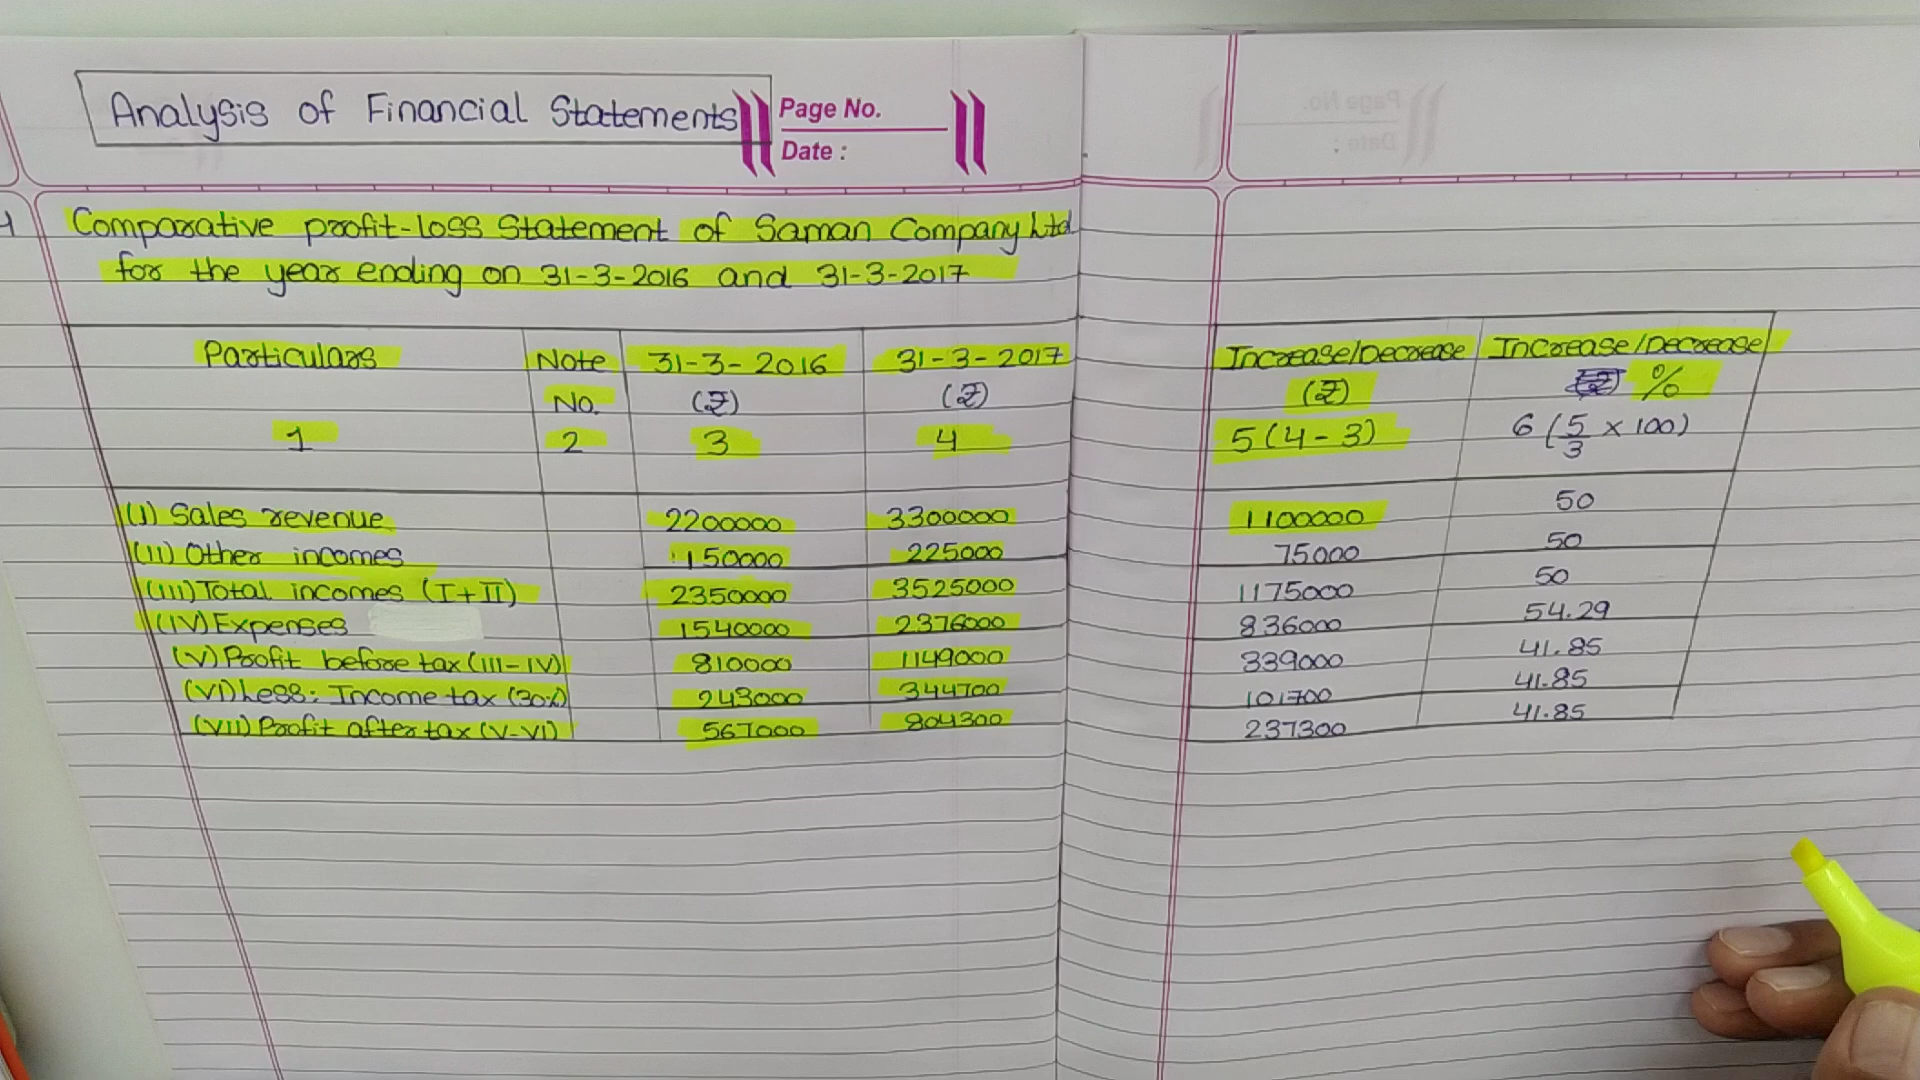 Analysis of Financial Statements
Page No.
Date :
Comparative profit-loss Statement of Saman Company Ltd
for the year ending on 31-3-2016 and 31-3-2017
Particulars Note 31-3-2016 31-3-2017 Increase/Decrease Increase/Decrease
No. (₹) (₹) (₹) %
1 2 3 4 5 (4-3) 6 (5/3 x 100)
(I) Sales revenue 2200000 3300000 1100000 50
(II) Other incomes 150000 225000 75000 50
(III) Total incomes (I+II) 2350000 3525000 1175000 50
(IV) Expenses 1540000 2376000 836000 54.29
(V) Profit before tax (III-IV) 810000 1149000 339000 41.85
(VI) Less: Income tax (30%) 243000 344700 101700 41.85
(VII) Profit after tax (V-VI) 567000 804300 237300 41.85